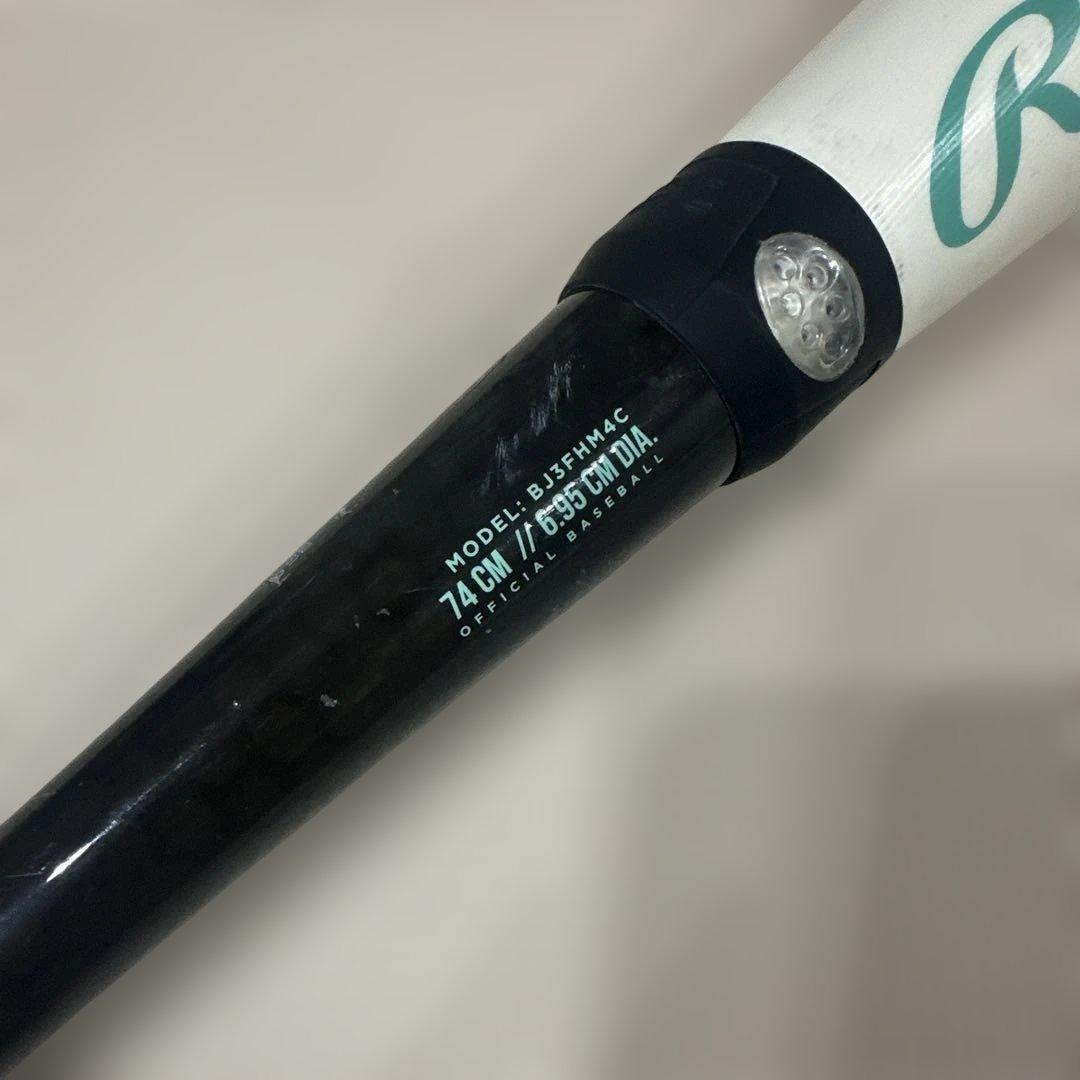 R
MODEL: BJ3FHM4C
74 CM // 6.95 CM DIA.
OFFICIAL BASEBALL